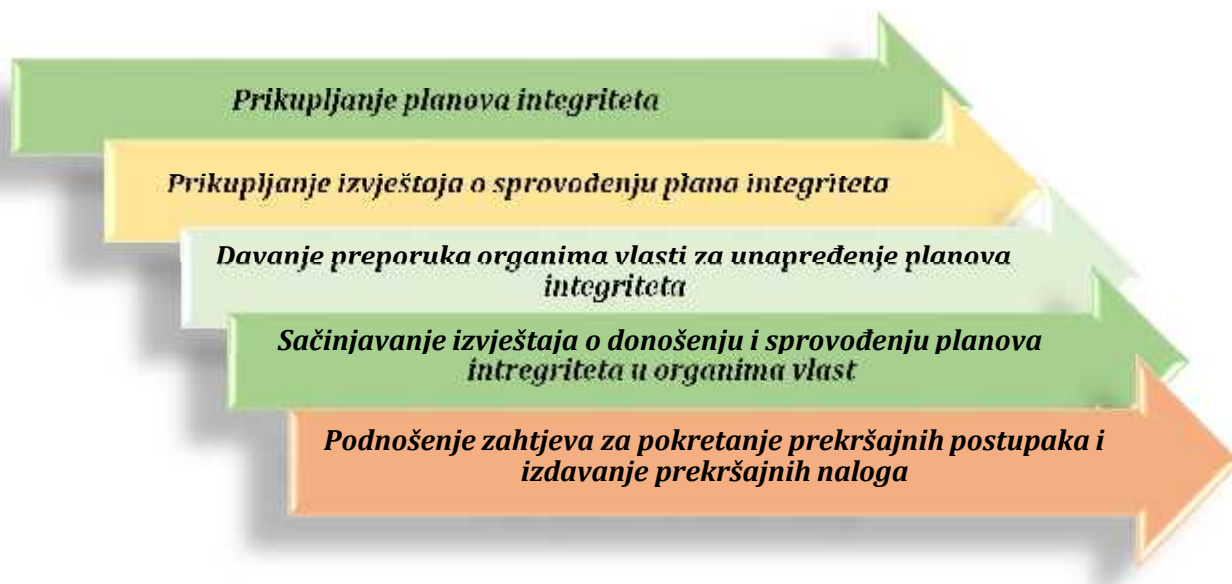 Prikupljanje planova integriteta
Prikupljanje izvještaja o sprovođenju plana integriteta
Davanje preporuka organima vlasti za unapređenje planova
integriteta
Sačinjavanje izvještaja o donošenju i sprovođenju planova
intregriteta u organima vlast
Podnošenje zahtjeva za pokretanje prekršajnih postupaka i
izdavanje prekršajnih naloga